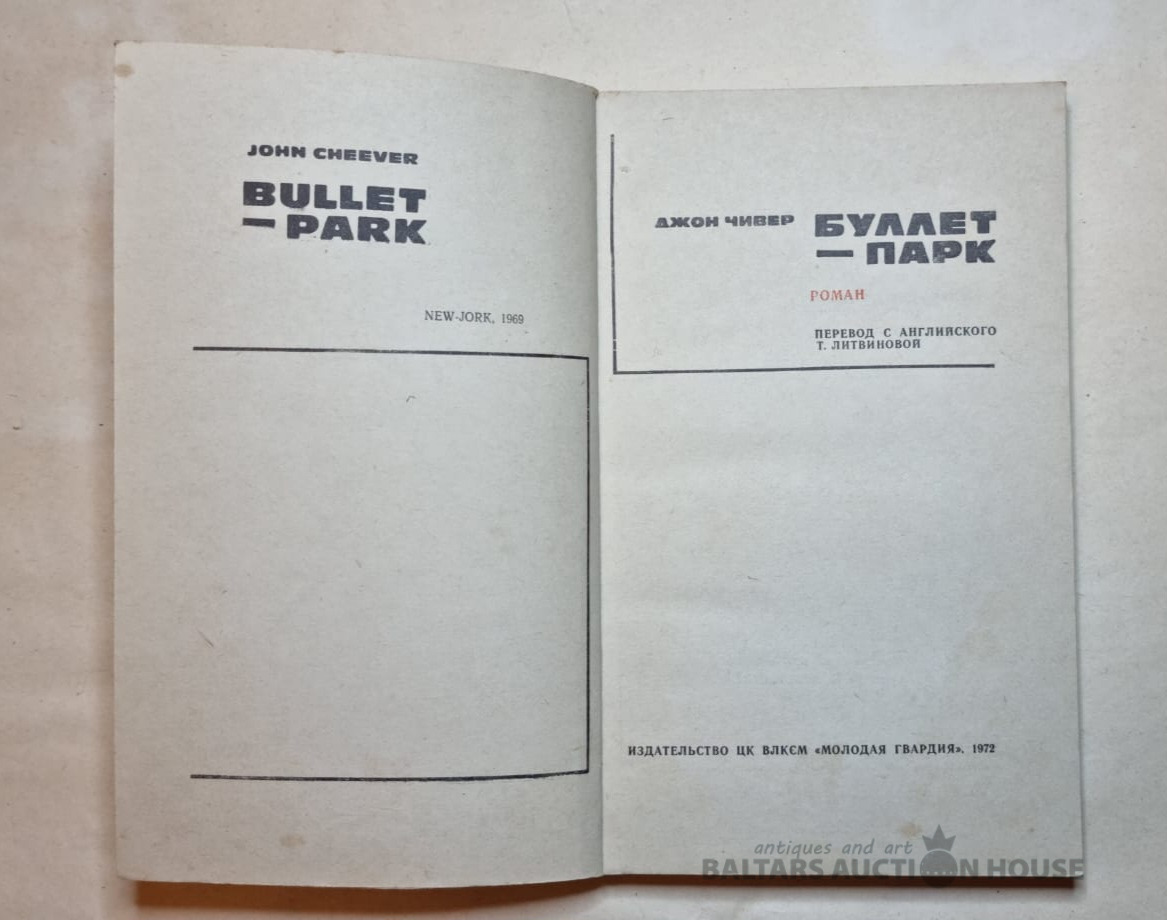 JOHN CHEEVER
BULLET
— PARK
NEW-JORK, 1969
ДЖОН ЧИВЕР
БУЛЛЕТ
— ПАРК
РОМАН
ПЕРЕВОД С АНГЛИЙСКОГО
Т. ЛИТВИНОВОЙ
ИЗДАТЕЛЬСТВО ЦК ВЛКСМ «МОЛОДАЯ ГВАРДИЯ», 1972
antiques and art
BALTARS AUCTION HOUSE